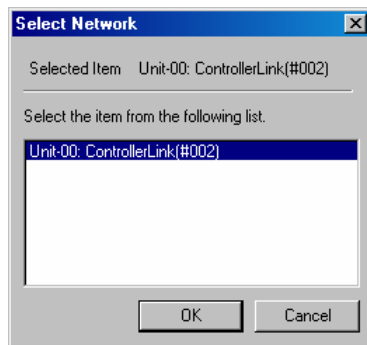 Select Network
Selected Item Unit-00: ControllerLink(#002)
Select the item from the following list.
Unit-00: ControllerLink(#002)
OK Cancel